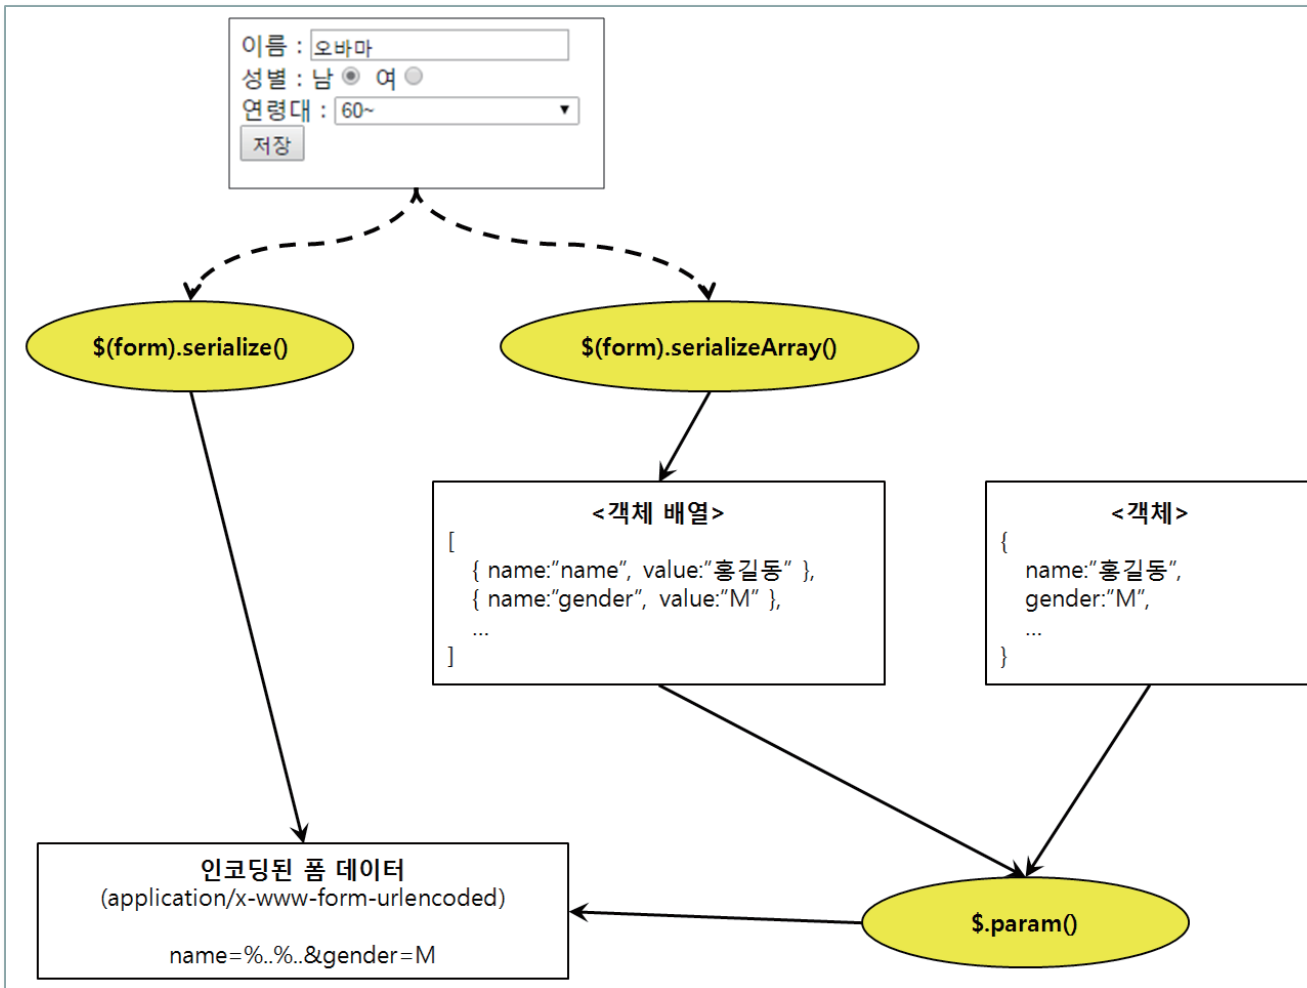 이름 : 오바마
성별 : 남 여
연령대 : 60~
저장
$(form).serialize()
$(form).serializeArray()
<객체 배열>
[
{ name:"name", value:"홍길동" },
{ name:"gender", value:"M" },
...
]
<객체>
{
name:"홍길동",
gender:"M",
...
}
인코딩된 폼 데이터
(application/x-www-form-urlencoded)
name=%..%..&gender=M
$.param()